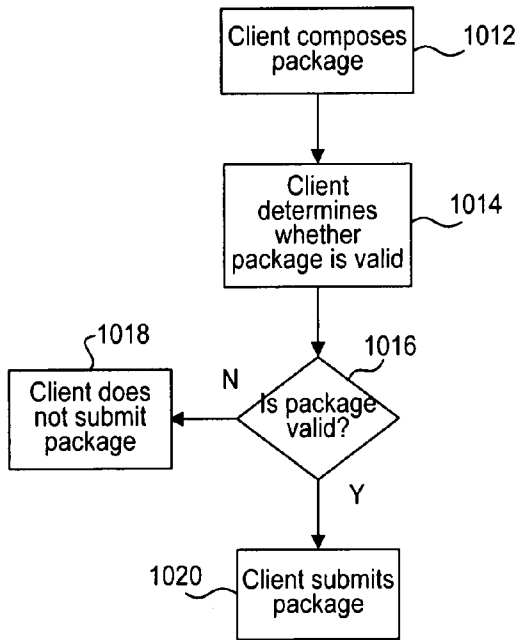 Client composes
package
1012
Client
determines
whether
package is valid
1014
1016
Is package
valid?
N
1018
Client does
not submit
package
Y
1020
Client submits
package